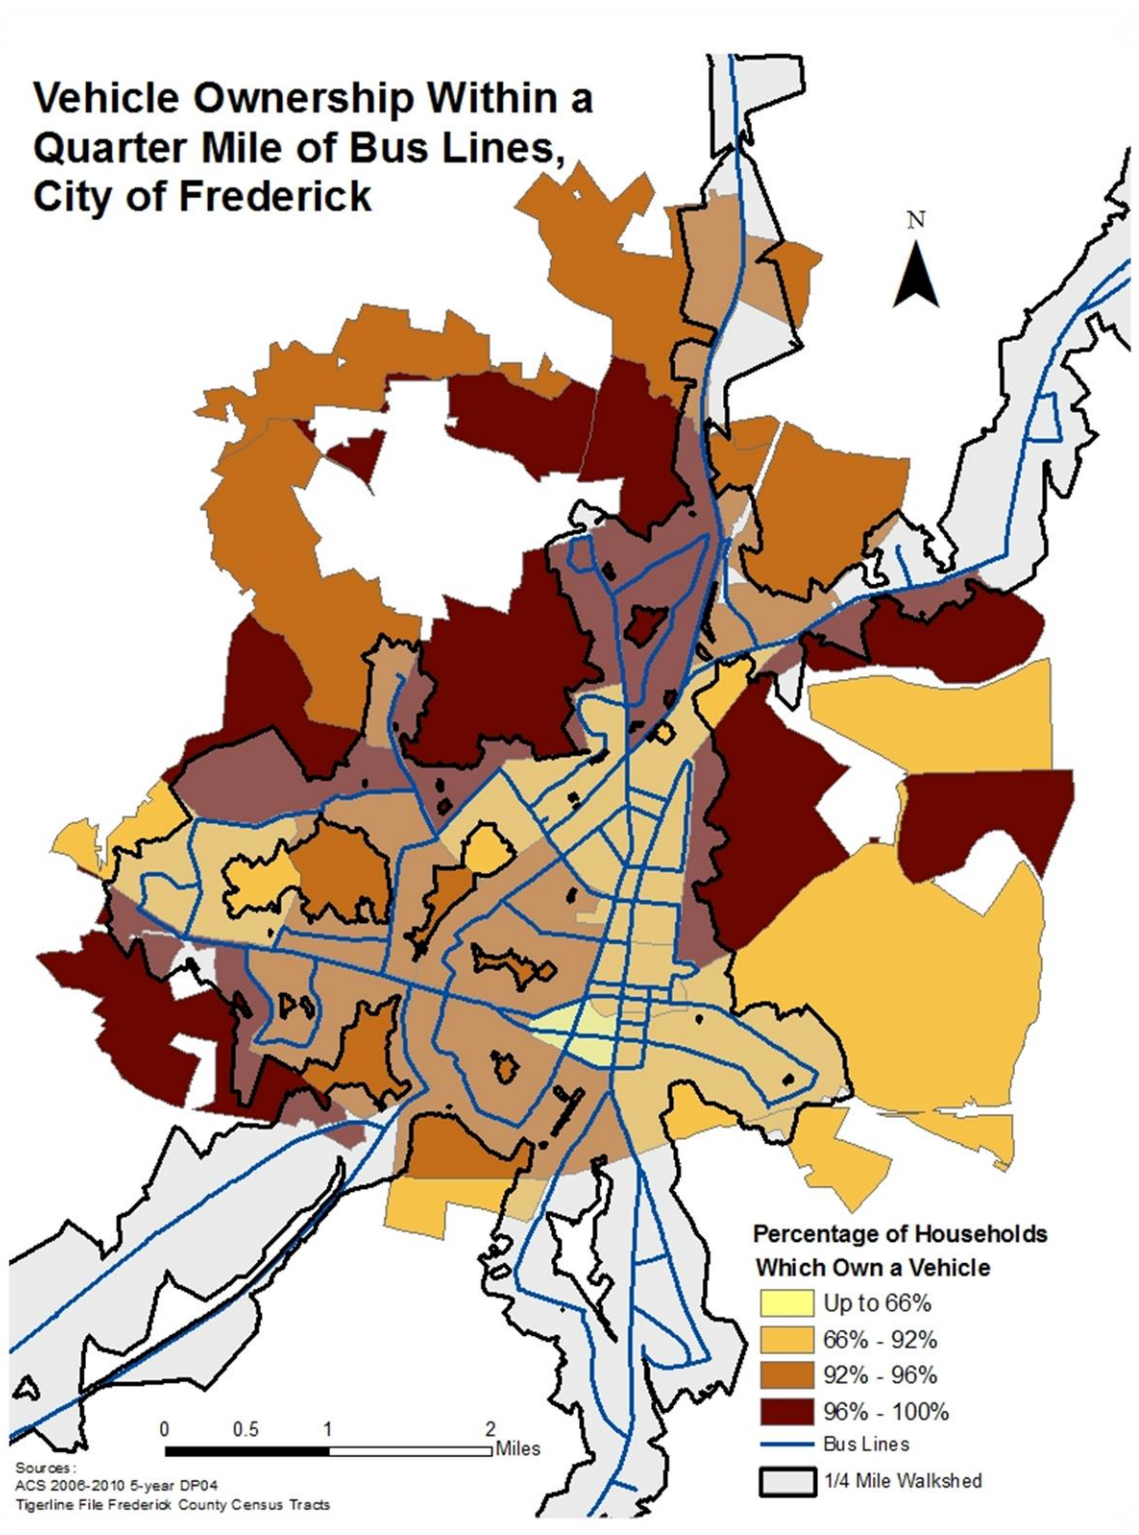 Vehicle Ownership Within a
Quarter Mile of Bus Lines,
City of Frederick
N
Percentage of Households
Which Own a Vehicle
Up to 66%
66% - 92%
92% - 96%
96% - 100%
Bus Lines
1/4 Mile Walkshed
0 0.5 1 2
Miles
Sources:
ACS 2006-2010 5-year DP04
Tigerline File Frederick County Census Tracts